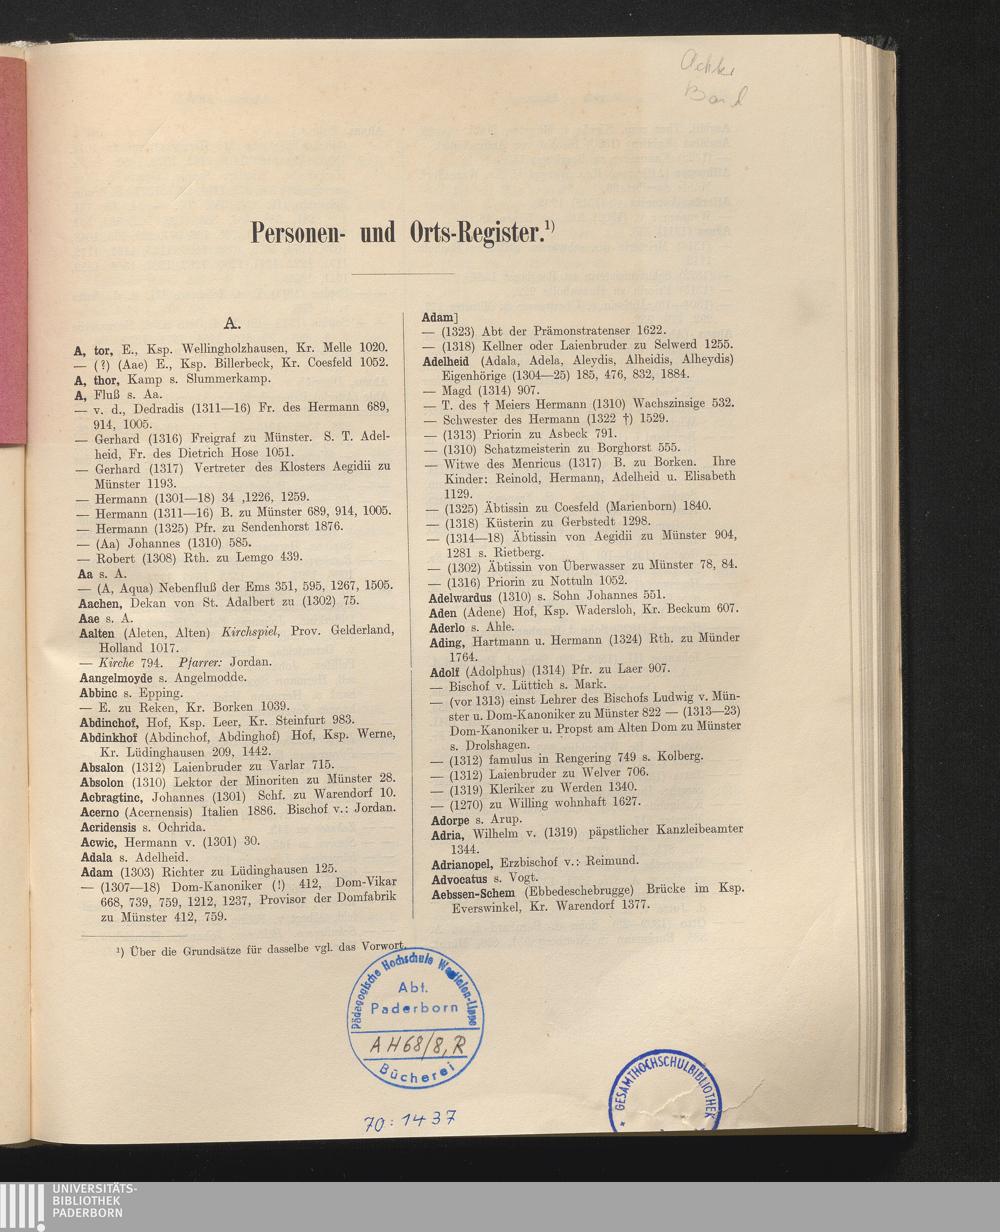 Achter
Band
Personen- und Orts-Register.¹)
A.
A, tor, E., Ksp. Wellingholzhausen, Kr. Melle 1020.
— (?) (Aae) E., Ksp. Billerbeck, Kr. Coesfeld 1052.
A, thor, Kamp s. Slummerkamp.
A, Fluß s. Aa.
— v. d., Dedradis (1311—16) Fr. des Hermann 689,
914, 1005.
— Gerhard (1316) Freigraf zu Münster. S. T. Adel-
heid, Fr. des Dietrich Hose 1051.
— Gerhard (1317) Vertreter des Klosters Aegidii zu
Münster 1193.
— Hermann (1301—18) 34 ,1226, 1259.
— Hermann (1311—16) B. zu Münster 689, 914, 1005.
— Hermann (1325) Pfr. zu Sendenhorst 1876.
— (Aa) Johannes (1310) 585.
— Robert (1308) Rth. zu Lemgo 439.
Aa s. A.
— (A, Aqua) Nebenfluß der Ems 351, 595, 1267, 1505.
Aachen, Dekan von St. Adalbert zu (1302) 75.
Aae s. A.
Aalten (Aleten, Alten) Kirchspiel, Prov. Gelderland,
Holland 1017.
— Kirche 794. Pfarrer: Jordan.
Aangelmoyde s. Angelmodde.
Abbinc s. Epping.
— E. zu Reken, Kr. Borken 1039.
Abdinchof, Hof, Ksp. Leer, Kr. Steinfurt 983.
Abdinkhof (Abdinchof, Abdinghof) Hof, Ksp. Werne,
Kr. Lüdinghausen 209, 1442.
Absalon (1312) Laienbruder zu Varlar 715.
Absolon (1310) Lektor der Minoriten zu Münster 28.
Acbragtinc, Johannes (1301) Schf. zu Warendorf 10.
Acerno (Acernensis) Italien 1886. Bischof v.: Jordan.
Acridensis s. Ochrida.
Acwic, Hermann v. (1301) 30.
Adala s. Adelheid.
Adam (1303) Richter zu Lüdinghausen 125.
— (1307—18) Dom-Kanoniker (!) 412, Dom-Vikar
668, 739, 759, 1212, 1237, Provisor der Domfabrik
zu Münster 412, 759.
Adam]
— (1323) Abt der Prämonstratenser 1622.
— (1318) Kellner oder Laienbruder zu Selwerd 1255.
Adelheid (Adala, Adela, Aleydis, Alheidis, Alheydis)
Eigenhörige (1304—25) 185, 476, 832, 1884.
— Magd (1314) 907.
— T. des † Meiers Hermann (1310) Wachszinsige 532.
— Schwester des Hermann (1322 †) 1529.
— (1313) Priorin zu Asbeck 791.
— (1310) Schatzmeisterin zu Borghorst 555.
— Witwe des Menricus (1317) B. zu Borken. Ihre
Kinder: Reinold, Hermann, Adelheid u. Elisabeth
1129.
— (1325) Äbtissin zu Coesfeld (Marienborn) 1840.
— (1318) Küsterin zu Gerbstedt 1298.
— (1314—18) Äbtissin von Aegidii zu Münster 904,
1281 s. Rietberg.
— (1302) Äbtissin von Überwasser zu Münster 78, 84.
— (1316) Priorin zu Nottuln 1052.
Adelwardus (1310) s. Sohn Johannes 551.
Aden (Adene) Hof, Ksp. Wadersloh, Kr. Beckum 607.
Aderlo s. Ahle.
Ading, Hartmann u. Hermann (1324) Rth. zu Münder
1764.
Adolf (Adolphus) (1314) Pfr. zu Laer 907.
— Bischof v. Lüttich s. Mark.
— (vor 1313) einst Lehrer des Bischofs Ludwig v. Mün-
ster u. Dom-Kanoniker zu Münster 822 — (1313—23)
Dom-Kanoniker u. Propst am Alten Dom zu Münster
s. Drolshagen.
— (1312) famulus in Rengering 749 s. Kolberg.
— (1312) Laienbruder zu Welver 706.
— (1319) Kleriker zu Werden 1340.
— (1270) zu Willing wohnhaft 1627.
Adorpe s. Arup.
Adria, Wilhelm v. (1319) päpstlicher Kanzleibeamter
1344.
Adrianopel, Erzbischof v.: Reimund.
Advocatus s. Vogt.
Aebssen-Schem (Ebbedeschebrugge) Brücke im Ksp.
Everswinkel, Kr. Warendorf 1377.
¹) Über die Grundsätze für dasselbe vgl. das Vorwort.
Pädagogische Hochschule Westfalen-Lippe
Abt.
Paderborn
AH68/8,R
Bücherei
70:1437
GESAMTHOCHSCHULBIBLIOTHEK
UNIVERSITÄTS-
BIBLIOTHEK
PADERBORN